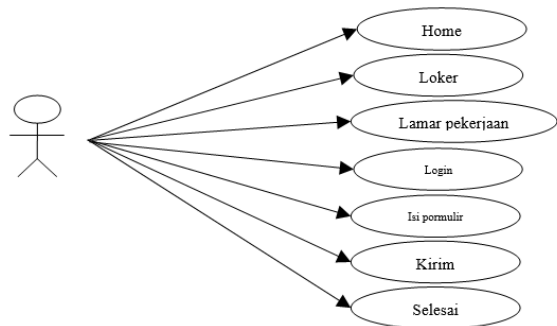 Home
Loker
Lamar pekerjaan
Login
Isi pormulir
Kirim
Selesai